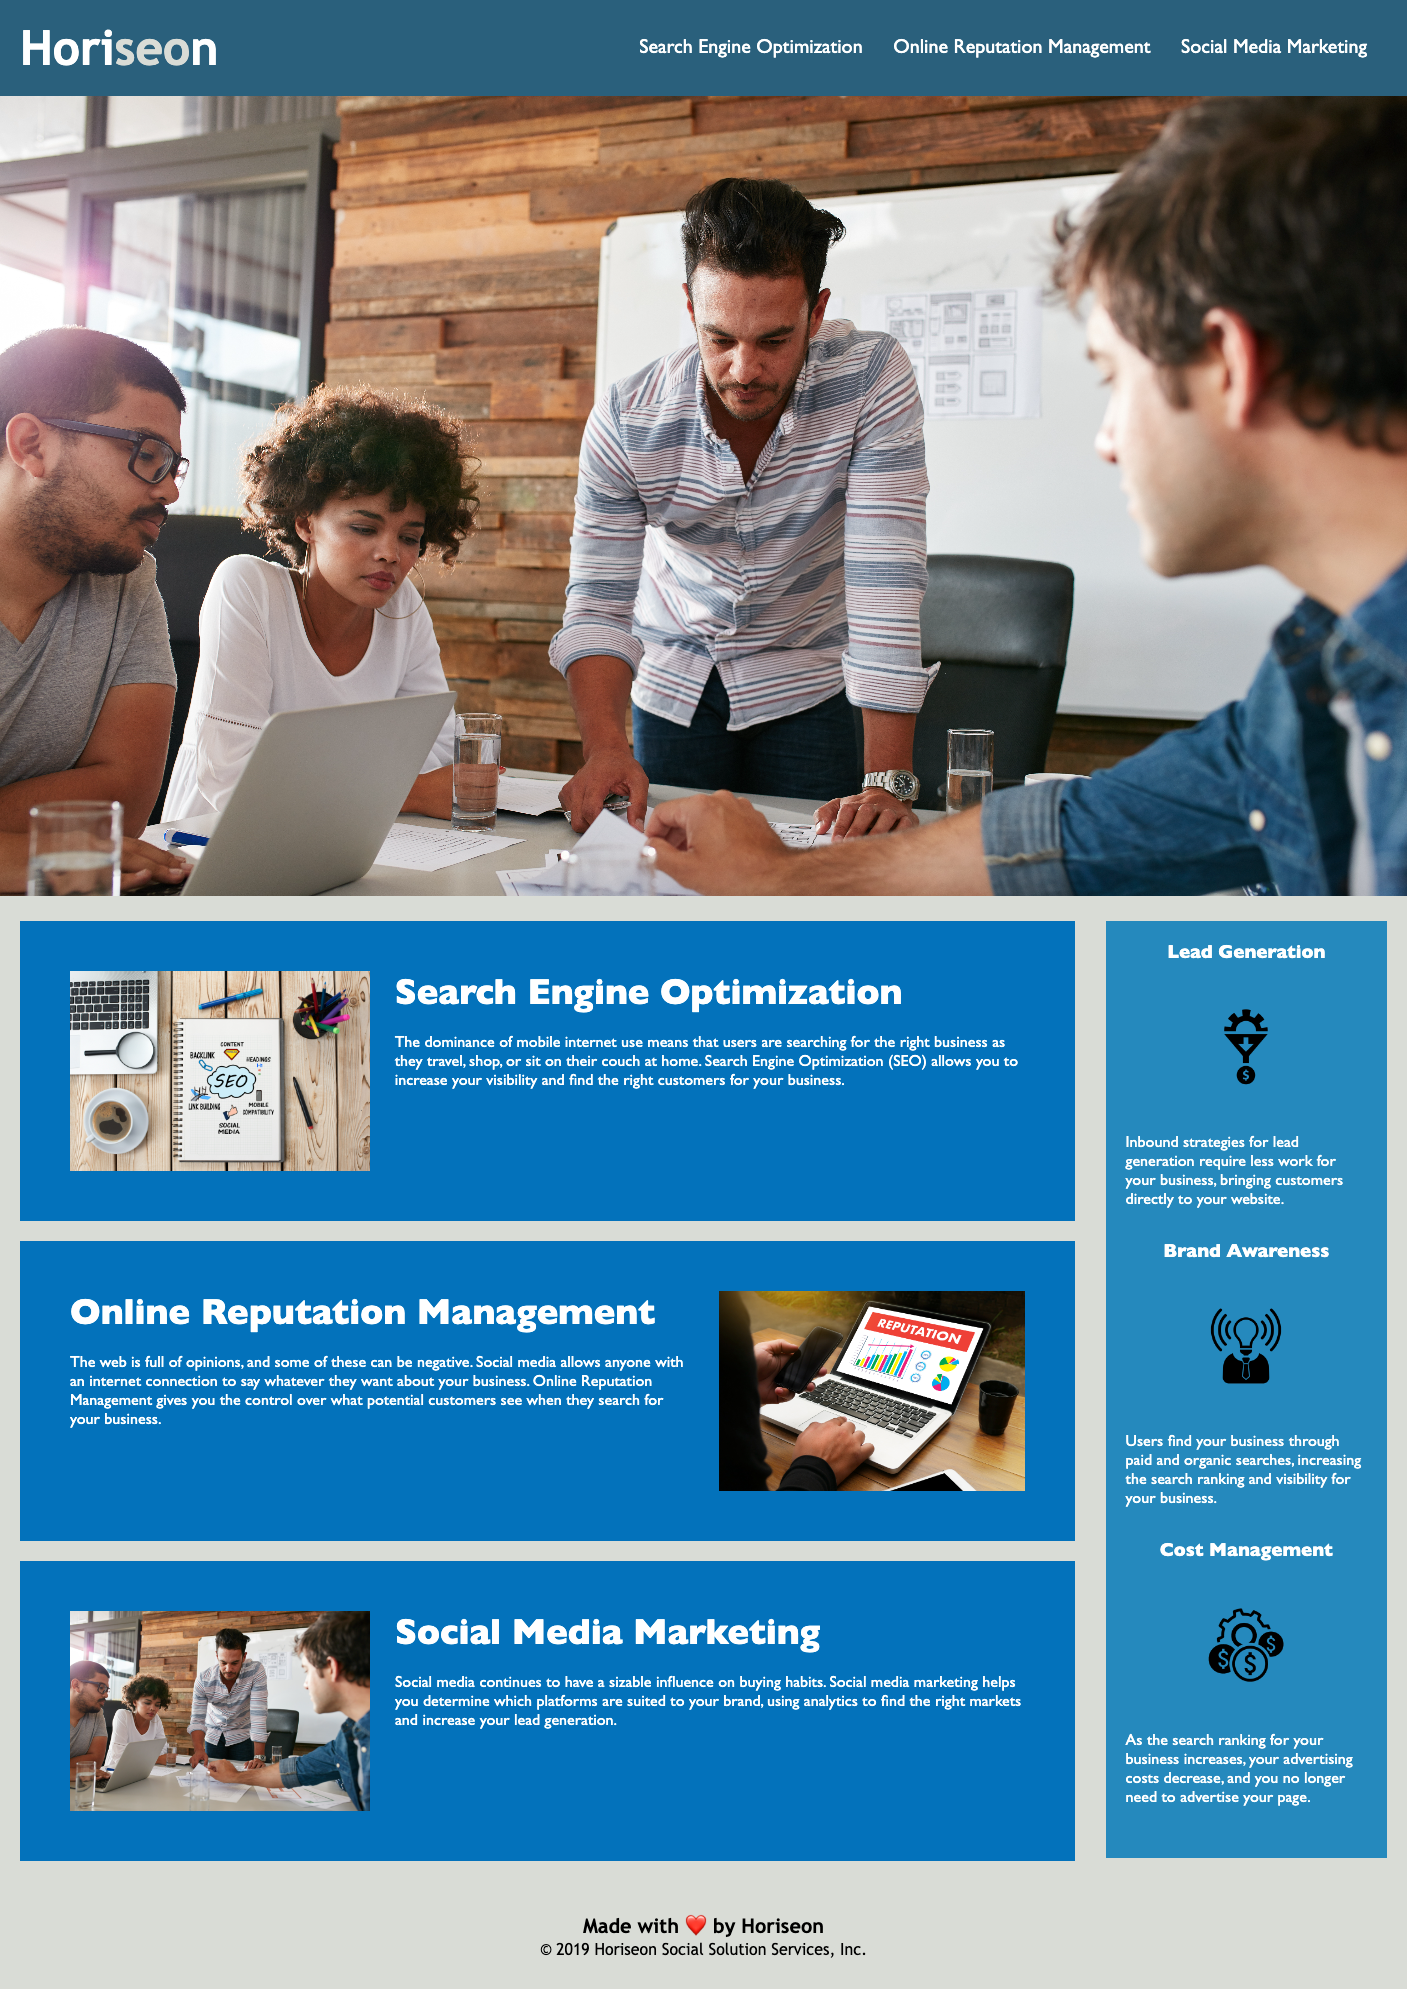 Horiseon
Search Engine Optimization
Online Reputation Management
Social Media Marketing
Search Engine Optimization
The dominance of mobile internet use means that users are searching for the right business as
they travel, shop, or sit on their couch at home. Search Engine Optimization (SEO) allows you to
increase your visibility and find the right customers for your business.
CONTENT
BACKLINK
HEADINGS
SEO
LINK BUILDING
MOBILE
COMPATIBILITY
SOCIAL
MEDIA
Online Reputation Management
The web is full of opinions, and some of these can be negative. Social media allows anyone with
an internet connection to say whatever they want about your business. Online Reputation
Management gives you the control over what potential customers see when they search for
your business.
REPUTATION
Social Media Marketing
Social media continues to have a sizable influence on buying habits. Social media marketing helps
you determine which platforms are suited to your brand, using analytics to find the right markets
and increase your lead generation.
Lead Generation
$
Inbound strategies for lead
generation require less work for
your business, bringing customers
directly to your website.
Brand Awareness
Users find your business through
paid and organic searches, increasing
the search ranking and visibility for
your business.
Cost Management
$ $ $
As the search ranking for your
business increases, your advertising
costs decrease, and you no longer
need to advertise your page.
Made with ❤️ by Horiseon
© 2019 Horiseon Social Solution Services, Inc.